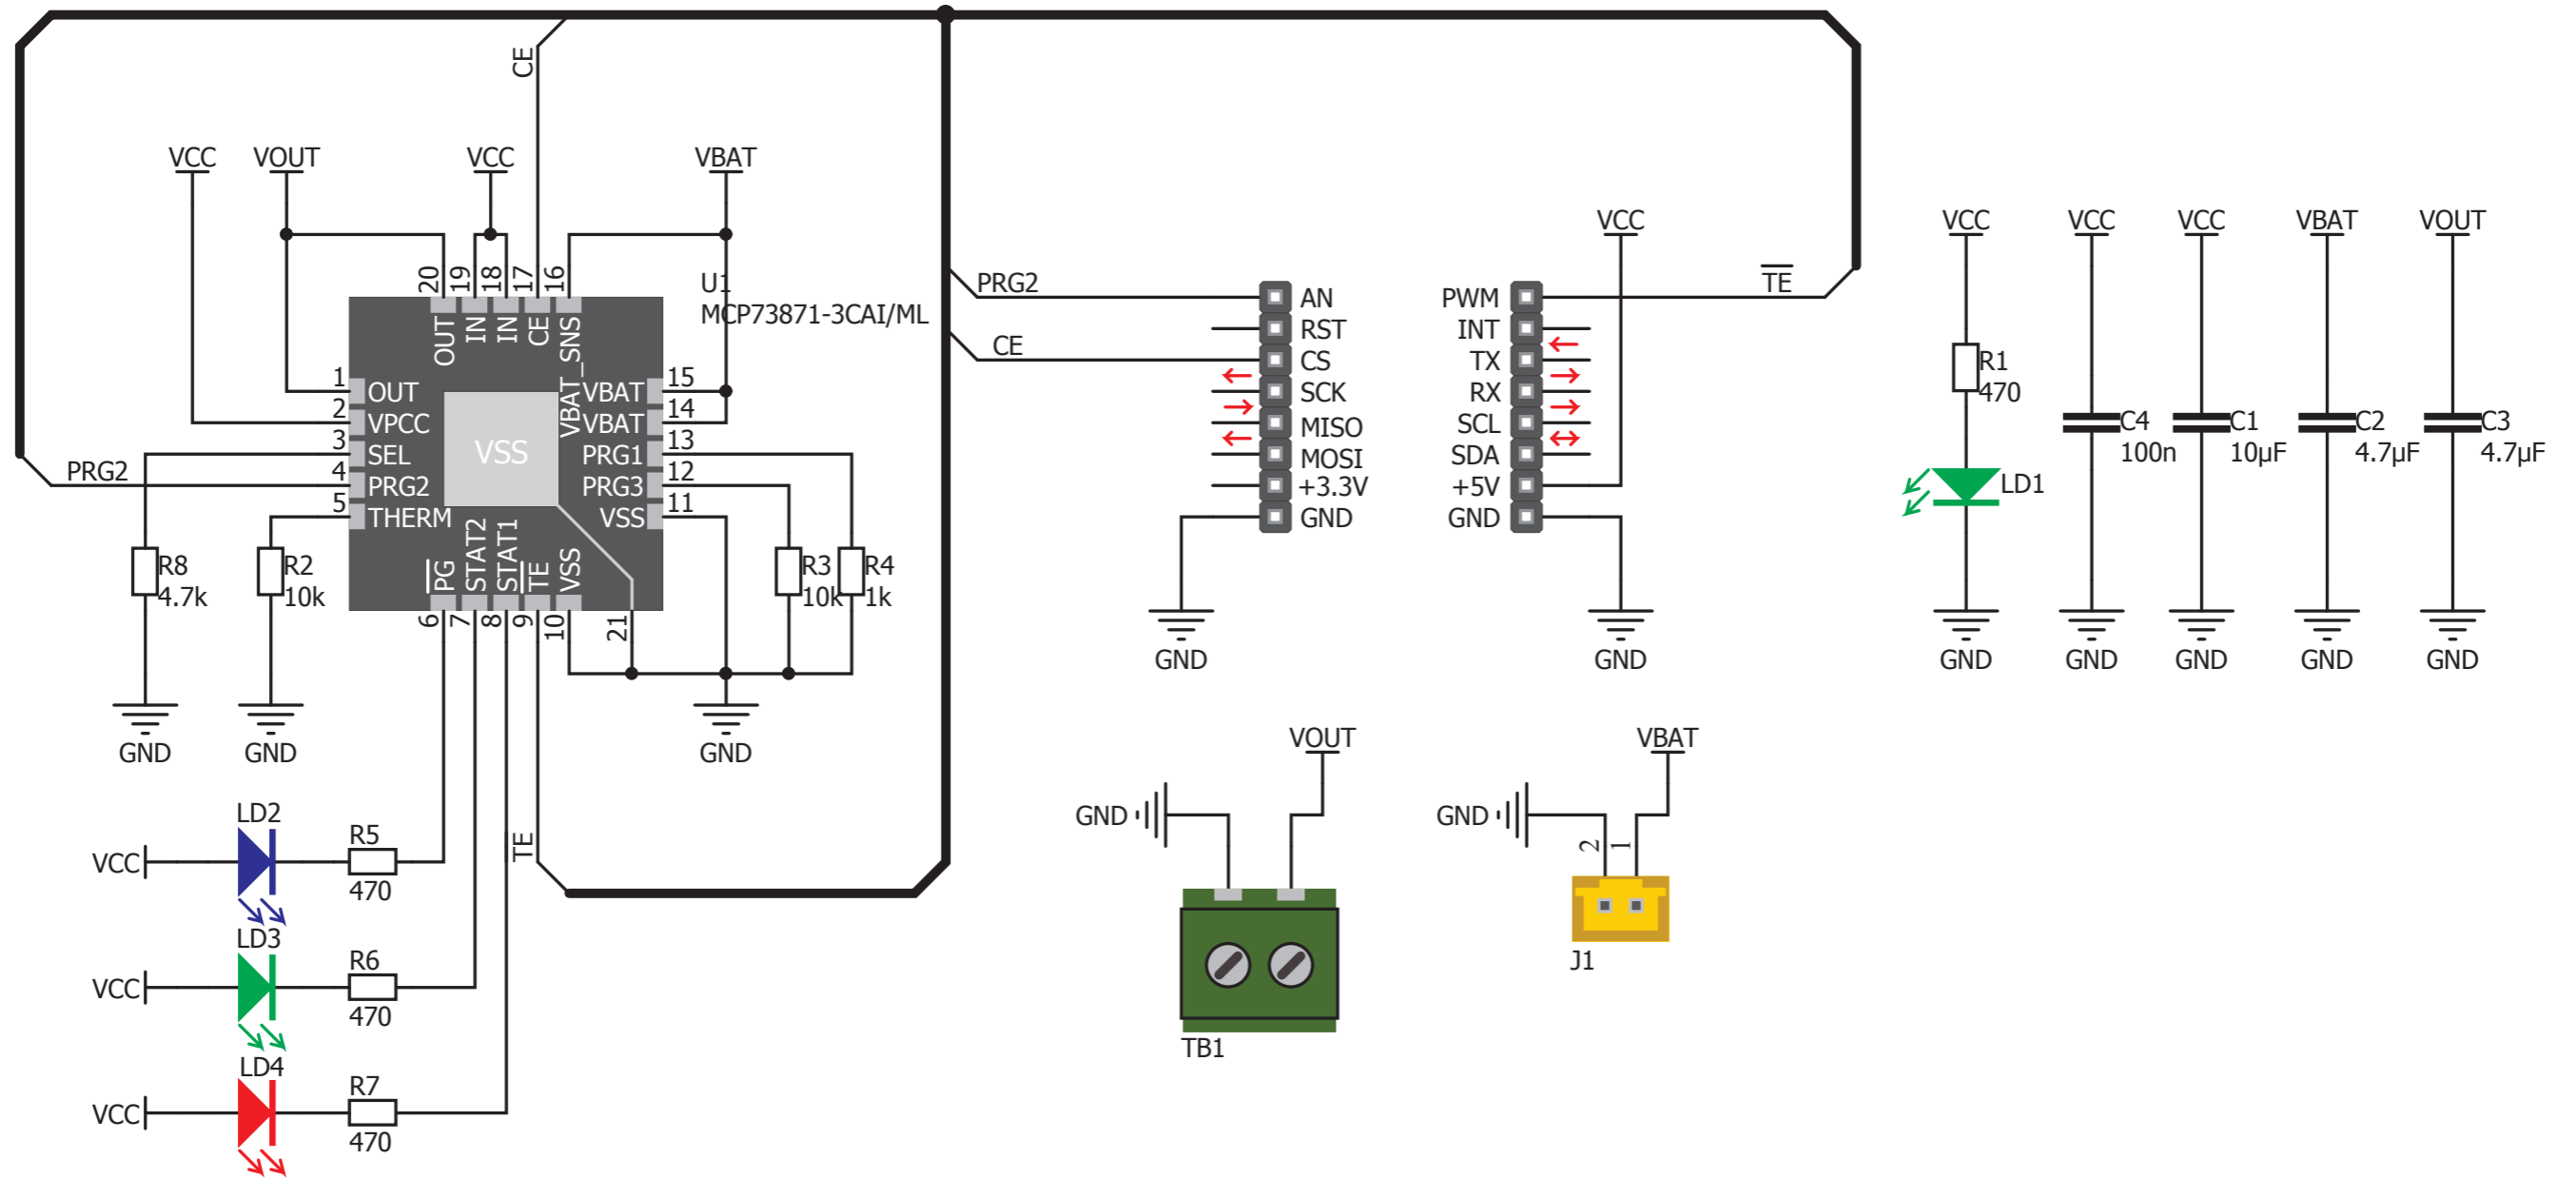 CE
VCC
VOUT
VCC
VBAT
VCC
VCC
VCC
VCC
VBAT
VOUT
20
19
18
17
16
U1
MCP73871-3CAI/ML
OUT
IN
IN
CE
VBAT_SNS
1
OUT
2
VPCC
3
SEL
4
PRG2
PRG2
5
THERM
VSS
VBAT
15
VBAT
14
PRG1
13
PRG3
12
VSS
11
PG
STAT2
STAT1
TE
VSS
6
7
8
9
10
21
R8
4.7k
R2
10k
R3
10k
R4
1k
GND
GND
GND
PRG2
CE
AN
RST
CS
SCK
MISO
MOSI
+3.3V
GND
PWM
INT
TX
RX
SCL
SDA
+5V
GND
TE
GND
GND
R1
470
LD1
C4
100n
C1
10µF
C2
4.7µF
C3
4.7µF
GND
GND
GND
GND
GND
LD2
VCC
R5
470
TE
LD3
VCC
R6
470
LD4
VCC
R7
470
VOUT
GND
TB1
VBAT
GND
2
1
J1